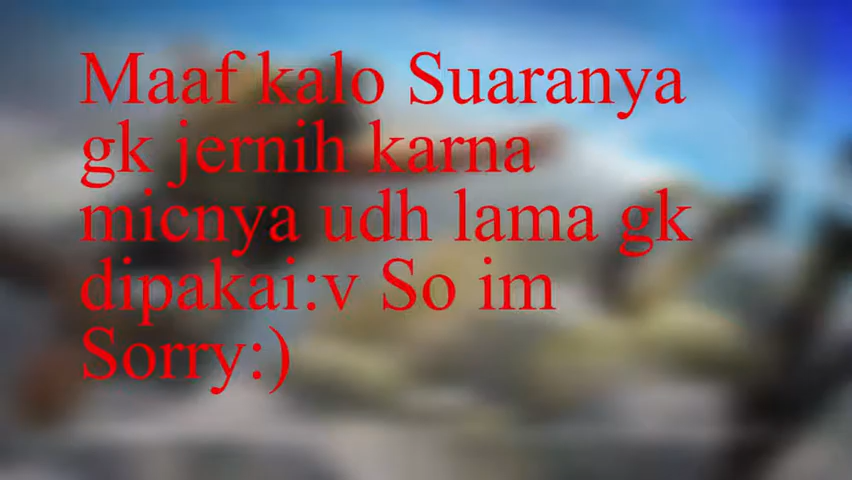 Maaf kalo Suaranya
gk jernih karna
micnya udh lama gk
dipakai:v So im
Sorry:)